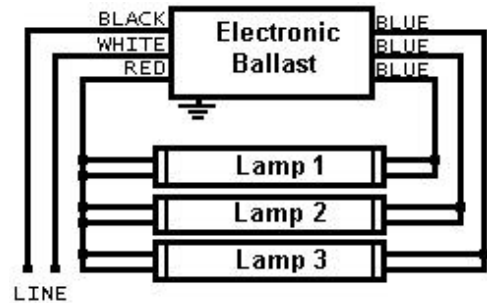 BLACK
WHITE
RED
Electronic
Ballast
BLUE
BLUE
BLUE
Lamp 1
Lamp 2
Lamp 3
LINE